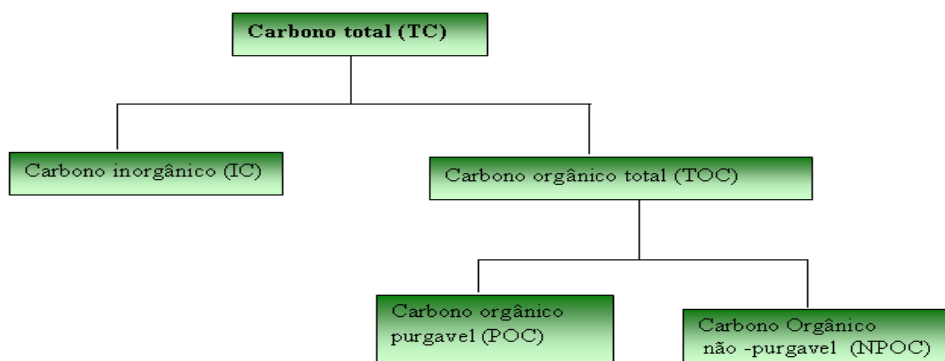 Carbono total (TC)
Carbono inorgânico (IC)
Carbono orgânico total (TOC)
Carbono orgânico
purgavel (POC)
Carbono Orgânico
não -purgavel (NPOC)